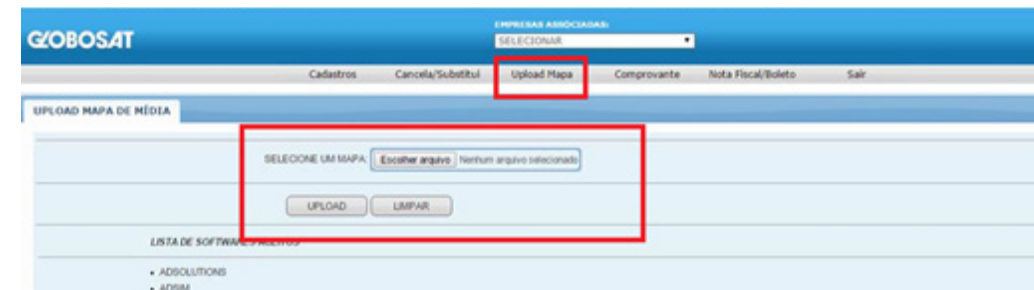 EMPRESAS ASSOCIADAS:
GLOBOSAT
SELECIONAR
Cadastros Cancela/Substitui Upload Mapa Comprovante Nota Fiscal/Boleto Sair
UPLOAD MAPA DE MÍDIA
SELECIONE UM MAPA: Escolher arquivo Nenhum arquivo selecionado
UPLOAD LIMPAR
LISTA DE
ADSOLUTIONS
ADSIM